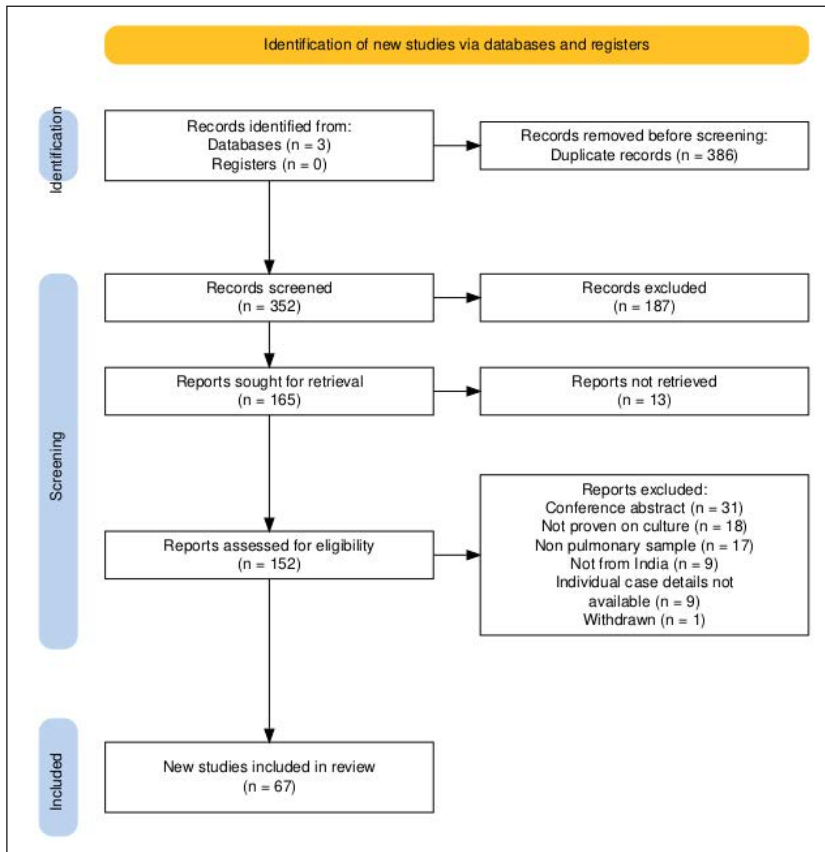 Identification of new studies via databases and registers
Identification
Records identified from:
Databases (n = 3)
Registers (n = 0)
Records removed before screening:
Duplicate records (n = 386)
Screening
Records screened
(n = 352)
Records excluded
(n = 187)
Reports sought for retrieval
(n = 165)
Reports not retrieved
(n = 13)
Reports assessed for eligibility
(n = 152)
Reports excluded:
Conference abstract (n = 31)
Not proven on culture (n = 18)
Non pulmonary sample (n = 17)
Not from India (n = 9)
Individual case details not
available (n = 9)
Withdrawn (n = 1)
Included
New studies included in review
(n = 67)